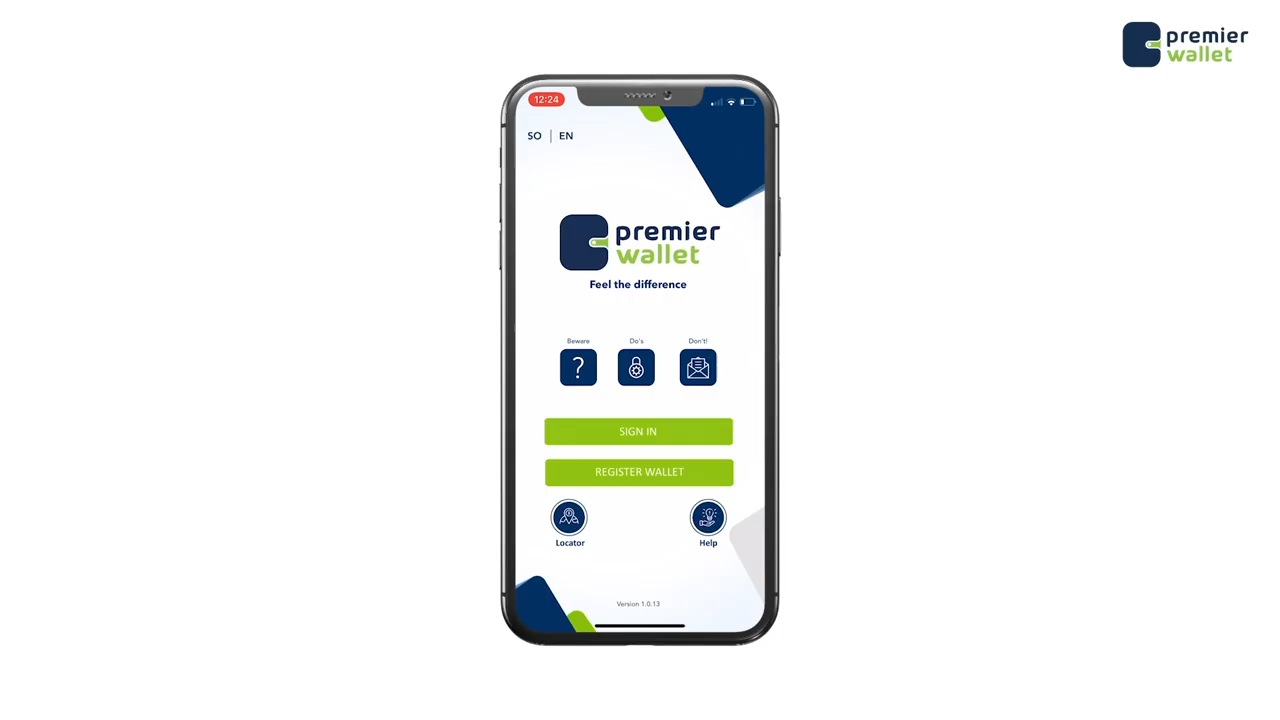 premier
wallet
12:24
SO | EN
premier
wallet
Feel the difference
Beware
Do's
Don't!
SIGN IN
REGISTER WALLET
Locator
Help
Version 1.0.13